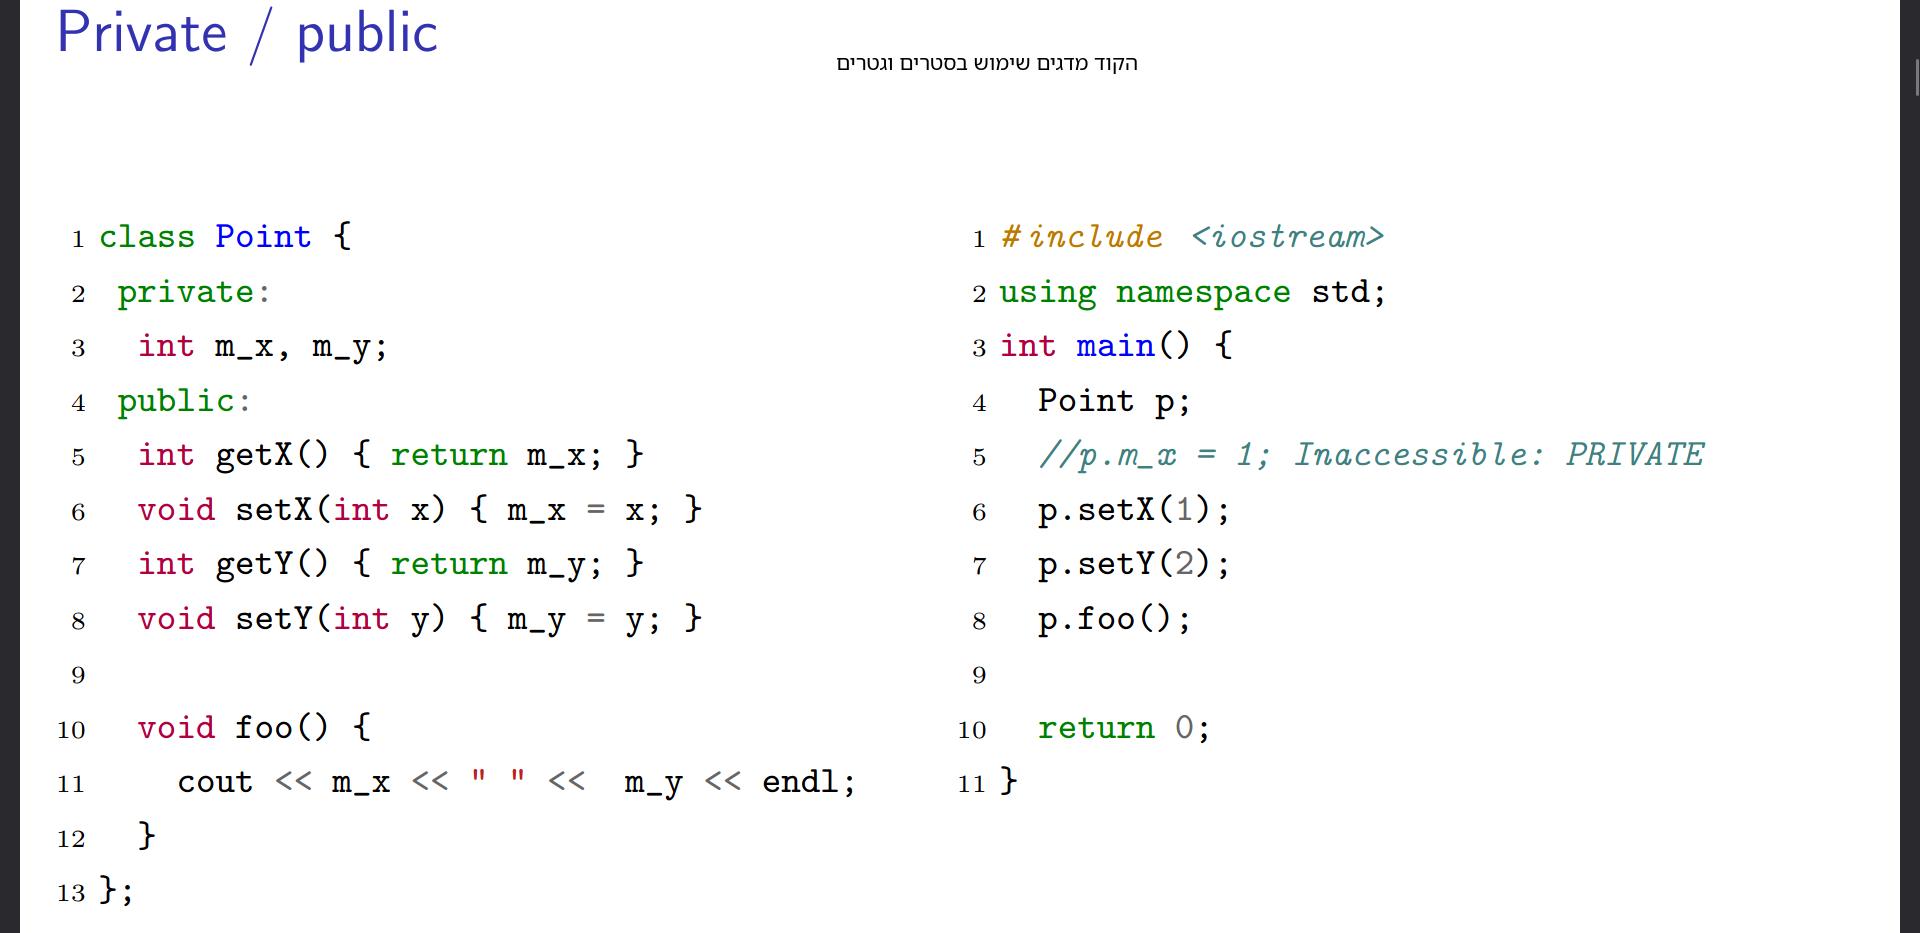 Private / public
הקוד מדגים שימוש בסטרים וגטרים
1 class Point {
2 private:
3 int m_x, m_y;
4 public:
5 int getX() { return m_x; }
6 void setX(int x) { m_x = x; }
7 int getY() { return m_y; }
8 void setY(int y) { m_y = y; }
9
10 void foo() {
11 cout << m_x << " " << m_y << endl;
12 }
13 };
1 #include <iostream>
2 using namespace std;
3 int main() {
4 Point p;
5 //p.m_x = 1; Inaccessible: PRIVATE
6 p.setX(1);
7 p.setY(2);
8 p.foo();
9
10 return 0;
11 }